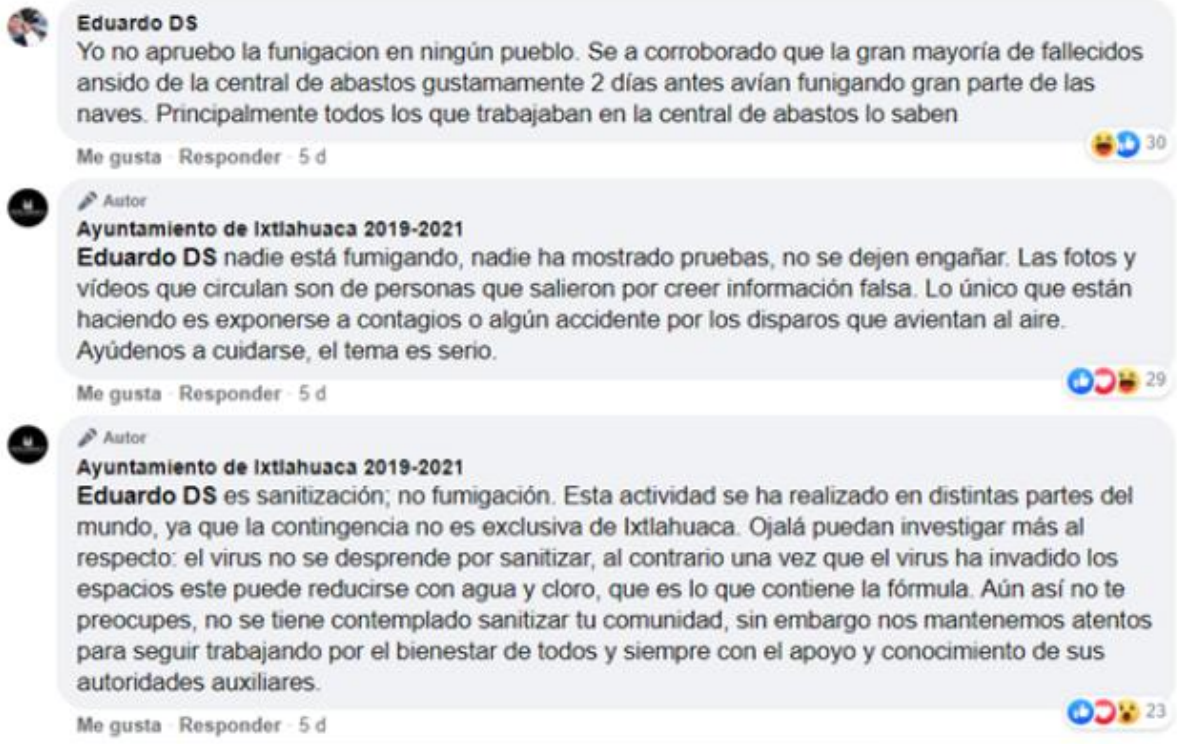 Eduardo DS
Yo no apruebo la funigacion en ningún pueblo. Se a corroborado que la gran mayoría de fallecidos
ansido de la central de abastos gustamamente 2 días antes avían funigando gran parte de las
naves. Principalmente todos los que trabajaban en la central de abastos lo saben
30
Me gusta · Responder · 5 d
Autor
Ayuntamiento de Ixtlahuaca 2019-2021
Eduardo DS nadie está fumigando, nadie ha mostrado pruebas, no se dejen engañar. Las fotos y
vídeos que circulan son de personas que salieron por creer información falsa. Lo único que están
haciendo es exponerse a contagios o algún accidente por los disparos que avientan al aire.
Ayúdenos a cuidarse, el tema es serio.
29
Me gusta · Responder · 5 d
Autor
Ayuntamiento de Ixtlahuaca 2019-2021
Eduardo DS es sanitización; no fumigación. Esta actividad se ha realizado en distintas partes del
mundo, ya que la contingencia no es exclusiva de Ixtlahuaca. Ojalá puedan investigar más al
respecto: el virus no se desprende por sanitizar, al contrario una vez que el virus ha invadido los
espacios este puede reducirse con agua y cloro, que es lo que contiene la fórmula. Aún así no te
preocupes, no se tiene contemplado sanitizar tu comunidad, sin embargo nos mantenemos atentos
para seguir trabajando por el bienestar de todos y siempre con el apoyo y conocimiento de sus
autoridades auxiliares.
23
Me gusta · Responder · 5 d